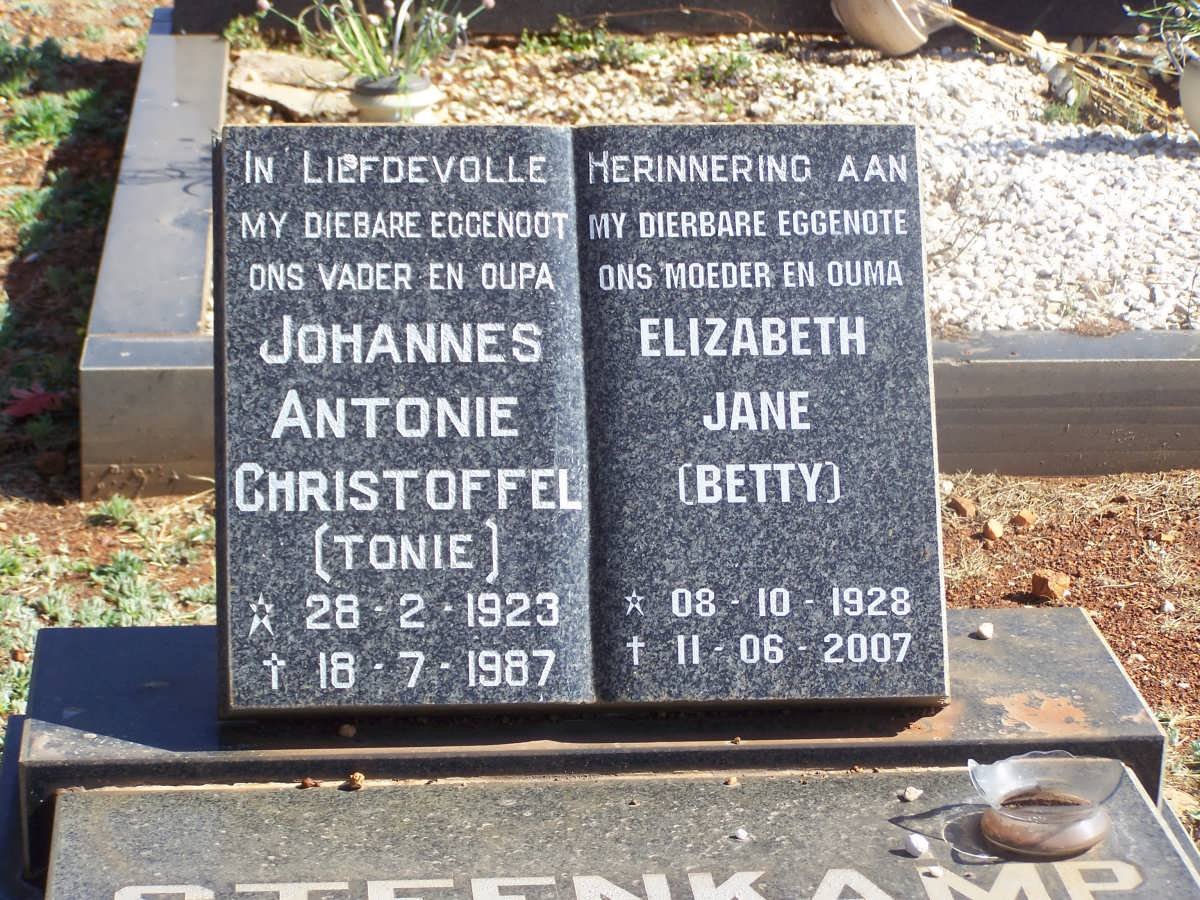 IN LIEFDEVOLLE HERINNERING AAN
MY DIEBARE EGGENOOT
ONS VADER EN OUPA
JOHANNES
ANTONIE
CHRISTOFFEL
(TONIE)
28 - 2 - 1923
† 18 - 7 - 1987
MY DIERBARE EGGENOTE
ONS MOEDER EN OUMA
ELIZABETH
JANE
(BETTY)
08 - 10 - 1928
† 11 - 06 - 2007
STEENKAMP